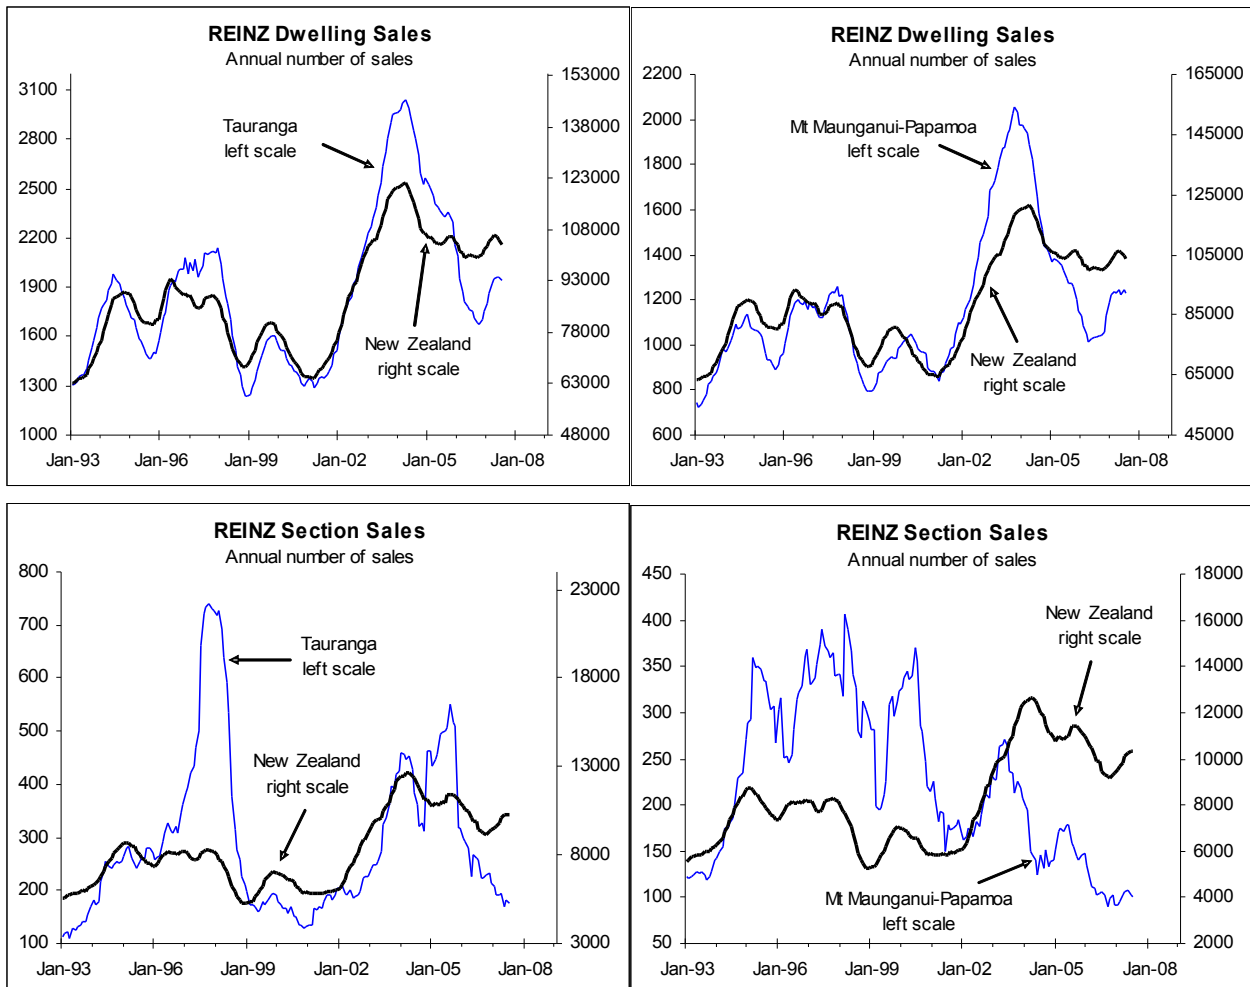 REINZ Dwelling Sales
Annual number of sales
3100
2800
2500
2200
1900
1600
1300
1000
153000
138000
123000
108000
93000
78000
63000
48000
Tauranga
left scale
New Zealand
right scale
Jan-93 Jan-96 Jan-99 Jan-02 Jan-05 Jan-08
REINZ Dwelling Sales
Annual number of sales
2200
2000
1800
1600
1400
1200
1000
800
600
165000
145000
125000
105000
85000
65000
45000
Mt Maunganui-Papamoa
left scale
New Zealand
right scale
Jan-93 Jan-96 Jan-99 Jan-02 Jan-05 Jan-08
REINZ Section Sales
Annual number of sales
800
700
600
500
400
300
200
100
23000
18000
13000
8000
3000
Tauranga
left scale
New Zealand
right scale
Jan-93 Jan-96 Jan-99 Jan-02 Jan-05 Jan-08
REINZ Section Sales
Annual number of sales
450
400
350
300
250
200
150
100
50
18000
16000
14000
12000
10000
8000
6000
4000
2000
New Zealand
right scale
Mt Maunganui-Papamoa
left scale
Jan-93 Jan-96 Jan-99 Jan-02 Jan-05 Jan-08